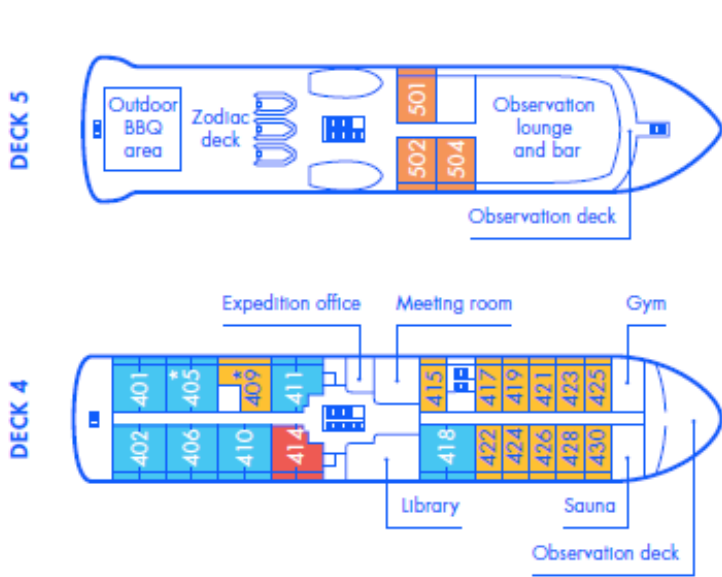 DECK 5
Outdoor
BBQ
area
Zodiac
deck
501
502
504
Observation
lounge
and bar
Observation deck
Expedition office
Meeting room
Gym
DECK 4
401
*
405
*
409
411
415
417
419
421
423
425
402
406
410
414
418
422
424
426
428
430
Library
Sauna
Observation deck